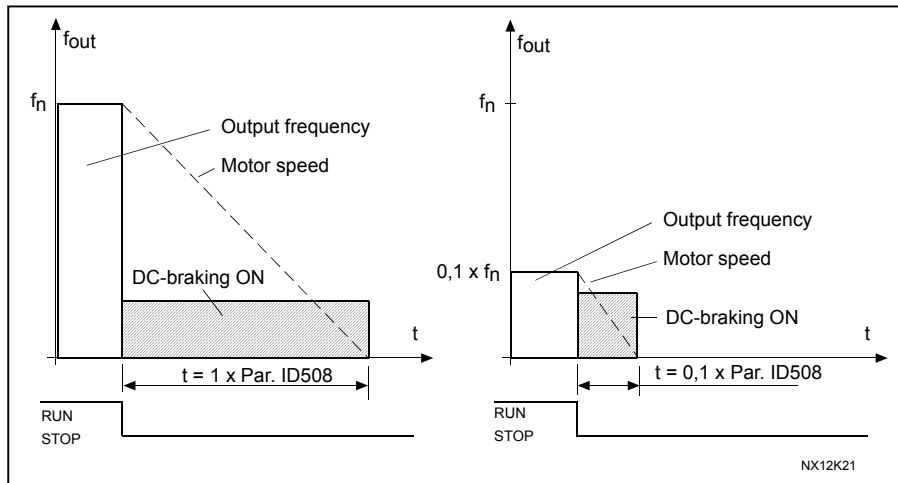 fout
fn
Output frequency
Motor speed
DC-braking ON
t
t = 1 x Par. ID508
RUN
STOP
fout
fn
Output frequency
Motor speed
0,1 x fn
DC-braking ON
t
t = 0,1 x Par. ID508
RUN
STOP
NX12K21